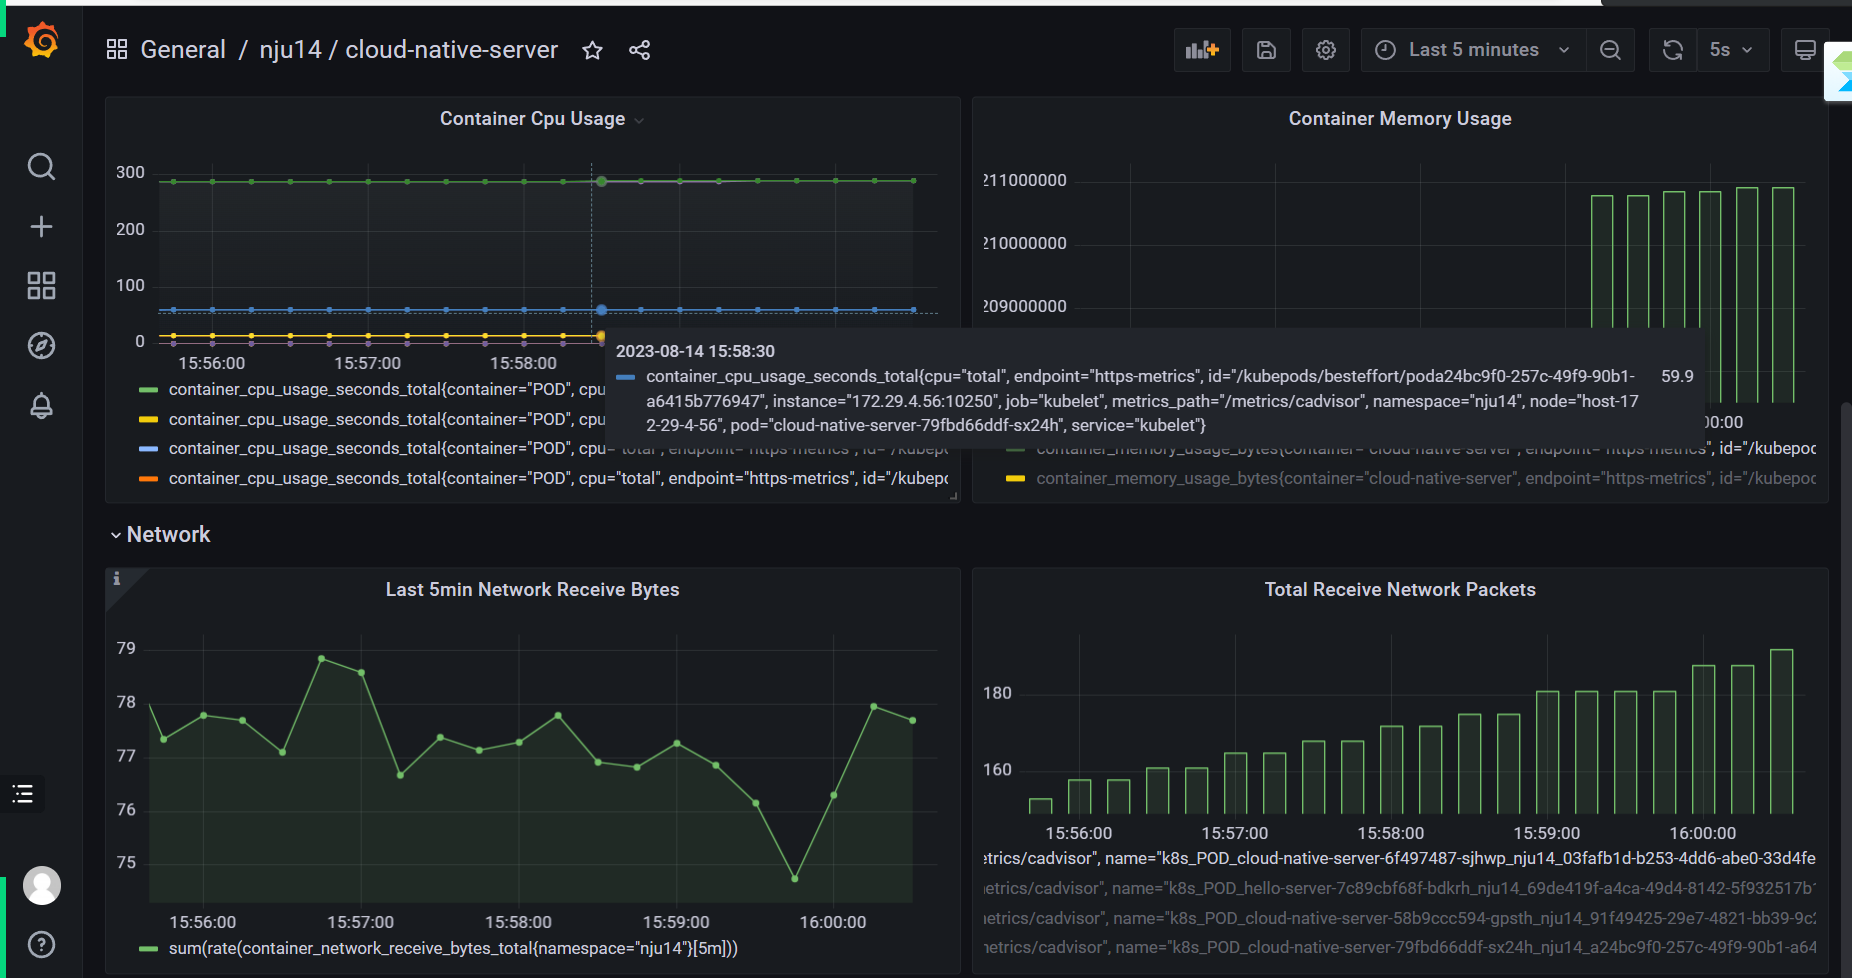 General / nju14 / cloud-native-server
Last 5 minutes
5s
Container Cpu Usage
300
200
100
0
15:56:00 15:57:00 15:58:00
container_cpu_usage_seconds_total{container="POD", cpu
container_cpu_usage_seconds_total{container="POD", cpu
container_cpu_usage_seconds_total{container="POD", cpu="total", endpoint="https-metrics", id="/kubep
container_cpu_usage_seconds_total{container="POD", cpu="total", endpoint="https-metrics", id="/kubep
Container Memory Usage
211000000
210000000
209000000
00:00
container_memory_usage_bytes{container="cloud-native-server", endpoint="https-metrics", id="/kubepoc
container_memory_usage_bytes{container="cloud-native-server", endpoint="https-metrics", id="/kubepoc
2023-08-14 15:58:30
container_cpu_usage_seconds_total{cpu="total", endpoint="https-metrics", id="/kubepods/besteffort/poda24bc9f0-257c-49f9-90b1- 59.9
a6415b776947", instance="172.29.4.56:10250", job="kubelet", metrics_path="/metrics/cadvisor", namespace="nju14", node="host-17
2-29-4-56", pod="cloud-native-server-79fbd66ddf-sx24h", service="kubelet"}
Network
Last 5min Network Receive Bytes
79
78
77
76
75
15:56:00 15:57:00 15:58:00 15:59:00 16:00:00
sum(rate(container_network_receive_bytes_total{namespace="nju14"}[5m]))
Total Receive Network Packets
180
160
15:56:00 15:57:00 15:58:00 15:59:00 16:00:00
etrics/cadvisor", name="k8s_POD_cloud-native-server-6f497487-sjhwp_nju14_03fafb1d-b253-4dd6-abe0-33d4fe
etrics/cadvisor", name="k8s_POD_hello-server-7c89cbf68f-bdkrh_nju14_69de419f-a4ca-49d4-8142-5f932517b1
etrics/cadvisor", name="k8s_POD_cloud-native-server-58b9ccc594-gpsth_nju14_91f49425-29e7-4821-bb39-9c2
etrics/cadvisor", name="k8s_POD_cloud-native-server-79fbd66ddf-sx24h_nju14_a24bc9f0-257c-49f9-90b1-a64